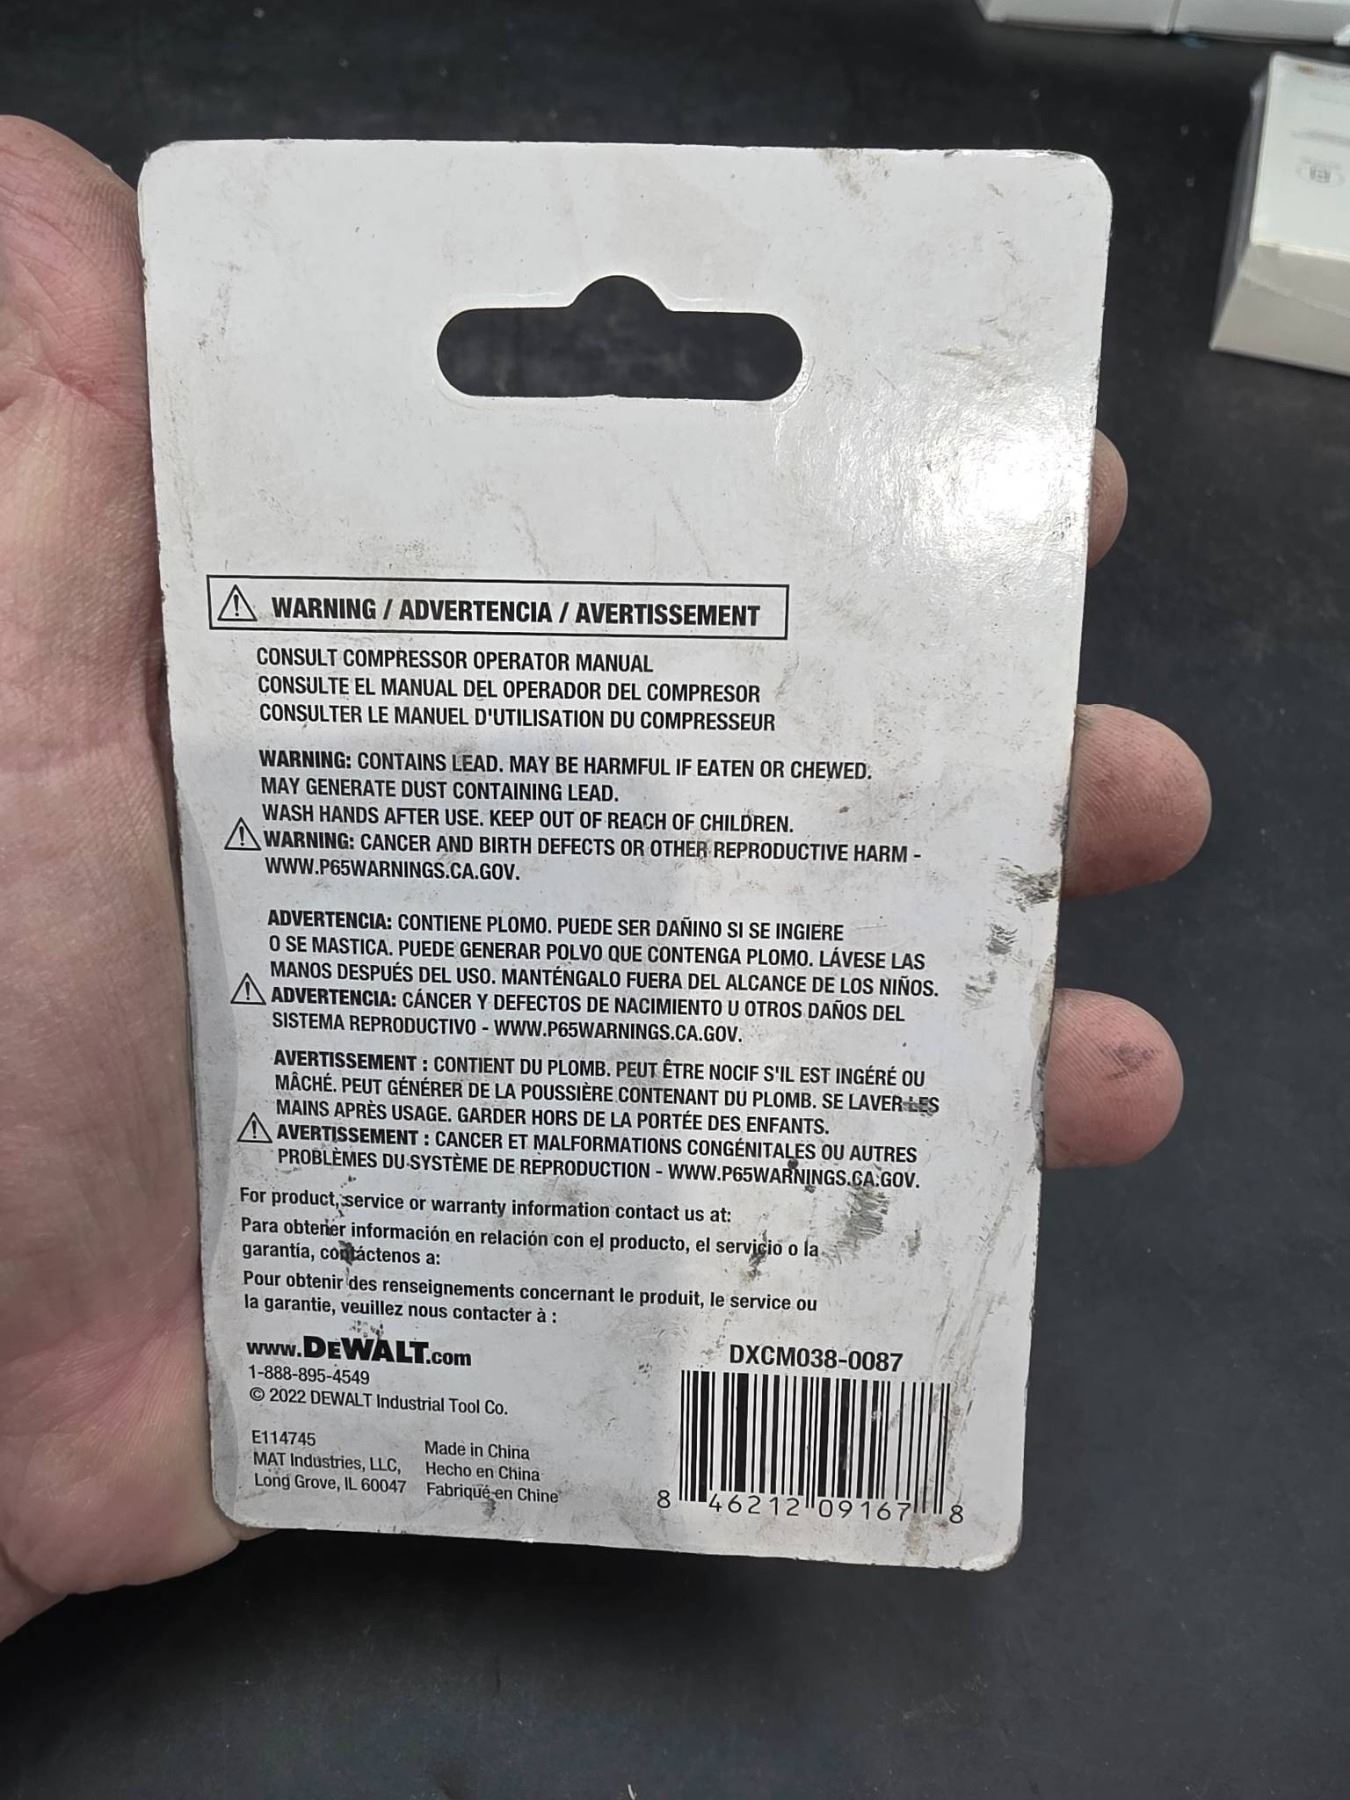 WARNING / ADVERTENCIA / AVERTISSEMENT
CONSULT COMPRESSOR OPERATOR MANUAL
CONSULTE EL MANUAL DEL OPERADOR DEL COMPRESOR
CONSULTER LE MANUEL D'UTILISATION DU COMPRESSEUR
WARNING: CONTAINS LEAD. MAY BE HARMFUL IF EATEN OR CHEWED.
MAY GENERATE DUST CONTAINING LEAD.
WASH HANDS AFTER USE. KEEP OUT OF REACH OF CHILDREN.
WARNING: CANCER AND BIRTH DEFECTS OR OTHER REPRODUCTIVE HARM -
WWW.P65WARNINGS.CA.GOV.
ADVERTENCIA: CONTIENE PLOMO. PUEDE SER DAÑINO SI SE INGIERE
O SE MASTICA. PUEDE GENERAR POLVO QUE CONTENGA PLOMO. LÁVESE LAS
MANOS DESPUÉS DEL USO. MANTÉNGALO FUERA DEL ALCANCE DE LOS NIÑOS.
ADVERTENCIA: CÁNCER Y DEFECTOS DE NACIMIENTO U OTROS DAÑOS DEL
SISTEMA REPRODUCTIVO - WWW.P65WARNINGS.CA.GOV.
AVERTISSEMENT : CONTIENT DU PLOMB. PEUT ÊTRE NOCIF S'IL EST INGÉRÉ OU
MÂCHÉ. PEUT GÉNÉRER DE LA POUSSIÈRE CONTENANT DU PLOMB. SE LAVER LES
MAINS APRÈS USAGE. GARDER HORS DE LA PORTÉE DES ENFANTS.
AVERTISSEMENT : CANCER ET MALFORMATIONS CONGÉNITALES OU AUTRES
PROBLÈMES DU SYSTÈME DE REPRODUCTION - WWW.P65WARNINGS.CA.GOV.
For product, service or warranty information contact us at:
Para obtener información en relación con el producto, el servicio o la
garantía, contáctenos a:
Pour obtenir des renseignements concernant le produit, le service ou
la garantie, veuillez nous contacter à :
www.DEWALT.com
1-888-895-4549
© 2022 DEWALT Industrial Tool Co.
E114745
MAT Industries, LLC,
Long Grove, IL 60047
Made in China
Hecho en China
Fabriqué en Chine
DXCM038-0087
8 46212 09167 8